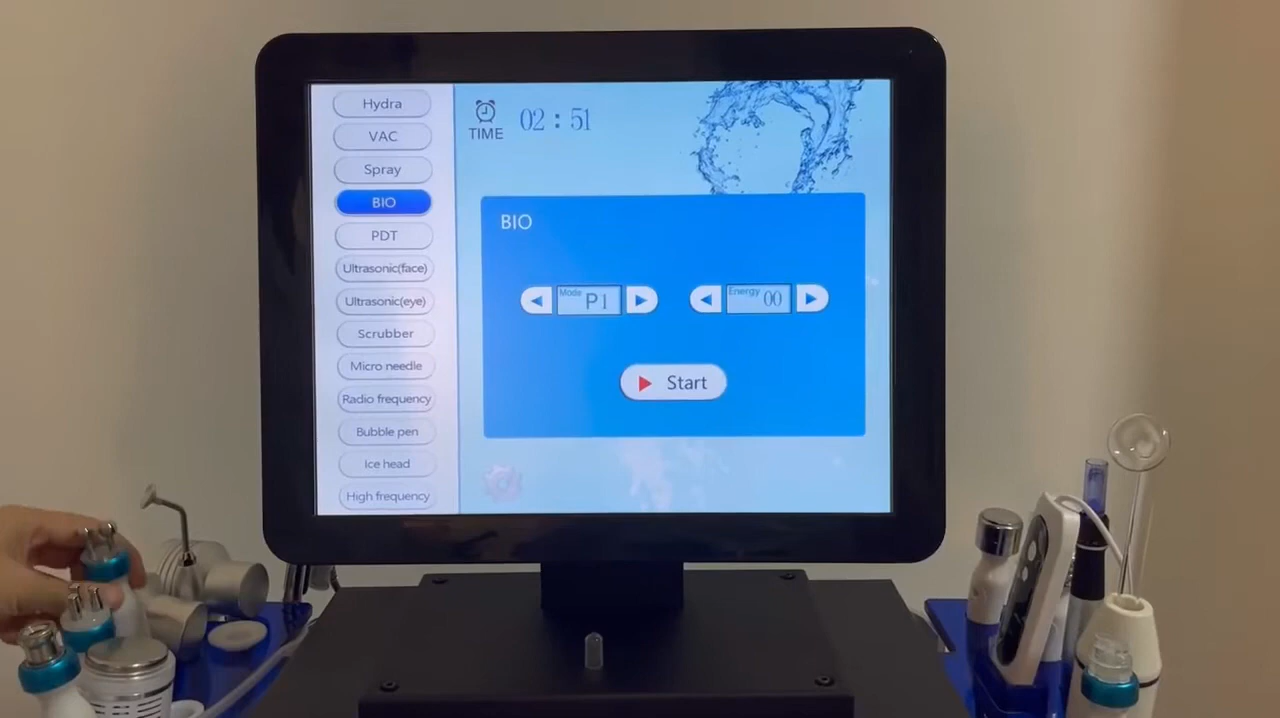 Hydra
VAC
Spray
BIO
PDT
Ultrasonic(face)
Ultrasonic(eye)
Scrubber
Micro needle
Radio frequency
Bubble pen
Ice head
High frequency
TIME 02 : 51
BIO
Mode P1
Energy 00
Start